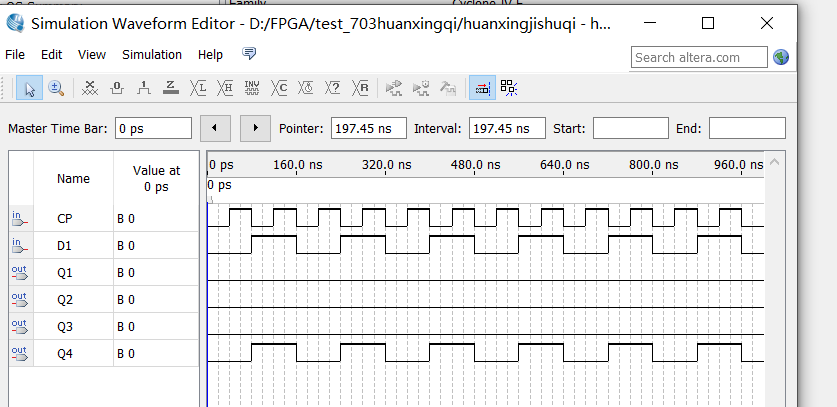 Family
Simulation Waveform Editor - D:/FPGA/test_703huanxingqi/huanxingjishuqi - h...
File Edit View Simulation Help
Search altera.com
Master Time Bar: 0 ps Pointer: 197.45 ns Interval: 197.45 ns Start: End:
Name Value at 0 ps
0 ps 160.0 ns 320.0 ns 480.0 ns 640.0 ns 800.0 ns 960.0 ns
0 ps
in CP B 0
in D1 B 0
out Q1 B 0
out Q2 B 0
out Q3 B 0
out Q4 B 0